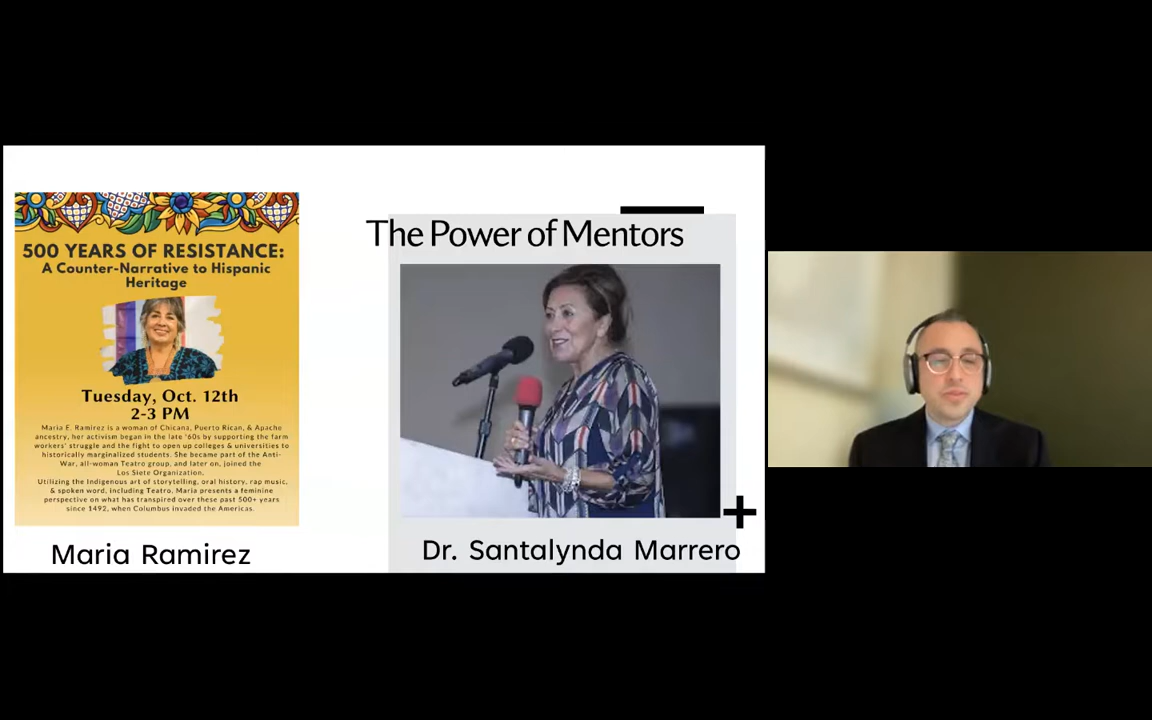 500 YEARS OF RESISTANCE:
A Counter-Narrative to Hispanic
Heritage
Tuesday, Oct. 12th
2-3 PM
Maria E. Ramirez is a woman of Chicana, Puerto Rican, & Apache
ancestry, her activism began in the late '60s by supporting the farm
workers' struggle and the fight to open up colleges & universities to
historically marginalized students. She became part of the Anti-
War, all-woman Teatro group, and later on, joined the
Los Siete Organization.
Utilizing the Indigenous art of storytelling, oral history, rap music,
& spoken word, including Teatro. Maria presents a feminine
perspective on what has transpired over these past 500+ years
since 1492, when Columbus invaded the Americas.
Maria Ramirez
The Power of Mentors
Dr. Santalynda Marrero